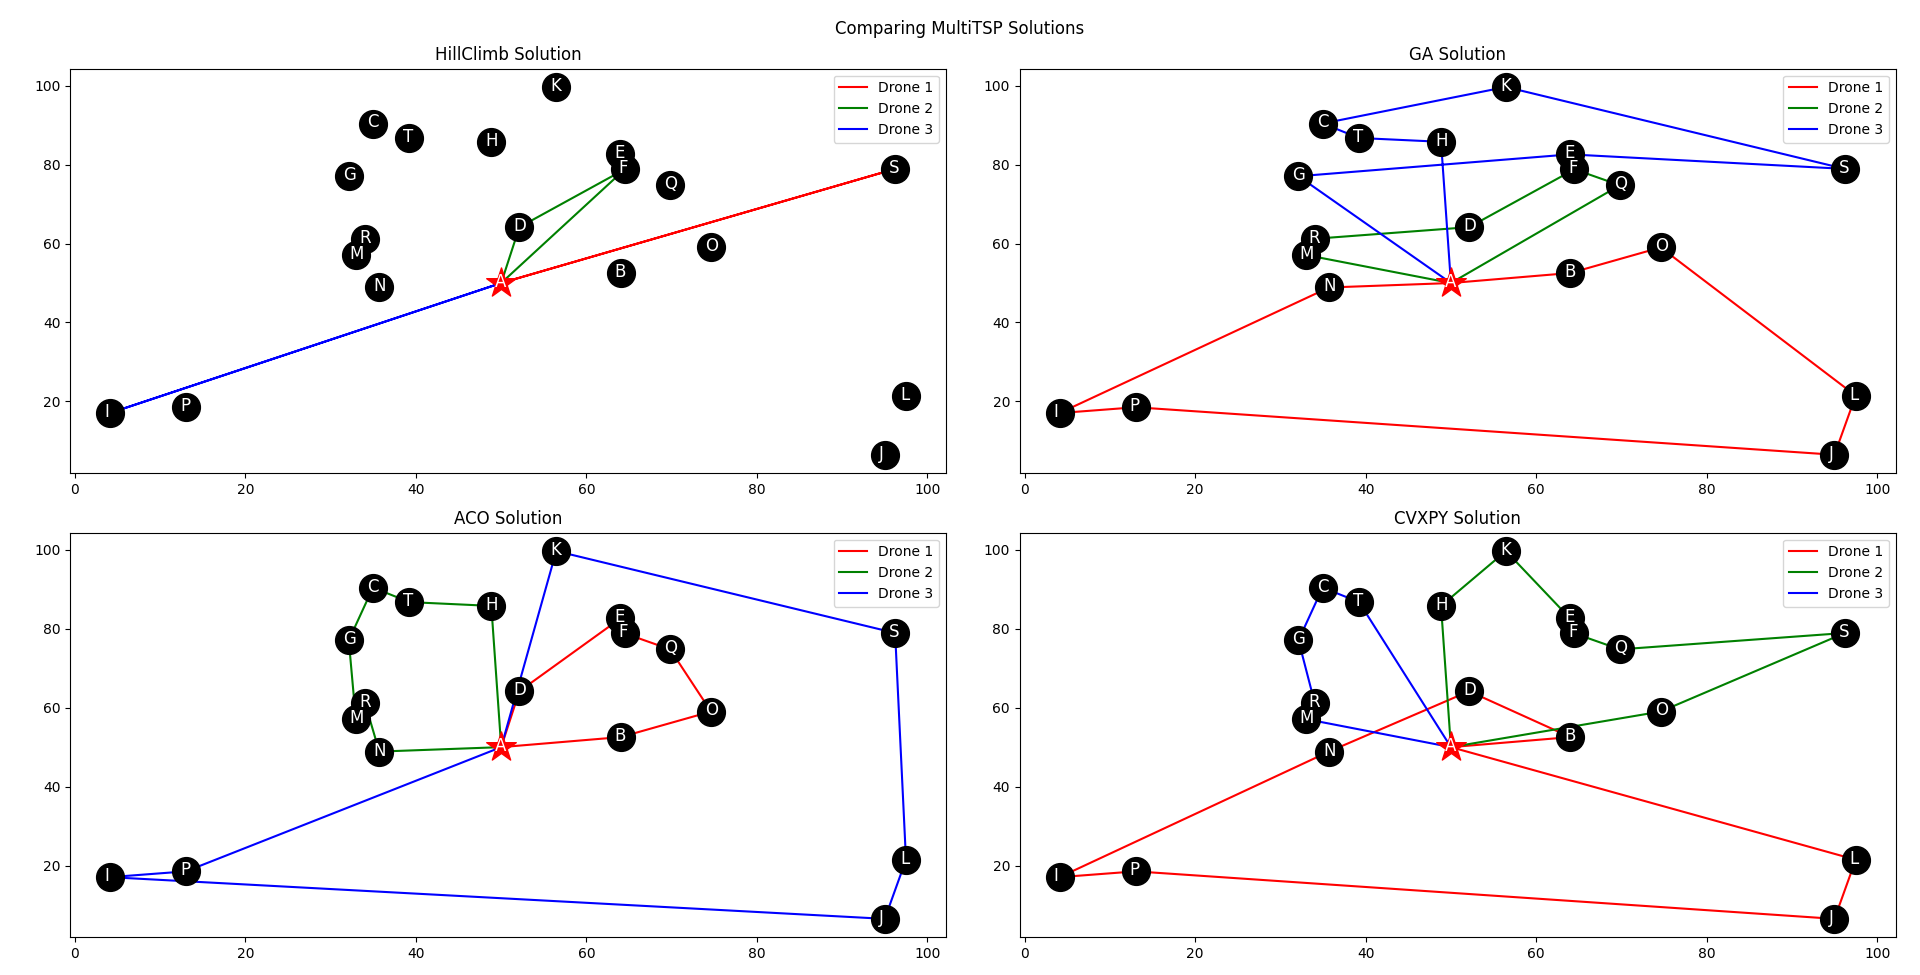 Comparing MultiTSP Solutions
HillClimb Solution
Drone 1
Drone 2
Drone 3
100
80
60
40
20
0 20 40 60 80 100
K
C
T
H
E
F
G
Q
S
D
R
M
O
B
N
A
I
P
L
J
GA Solution
Drone 1
Drone 2
Drone 3
100
80
60
40
20
0 20 40 60 80 100
K
C
T
H
E
F
G
Q
S
D
R
M
O
B
N
A
I
P
L
J
ACO Solution
Drone 1
Drone 2
Drone 3
100
80
60
40
20
0 20 40 60 80 100
K
C
T
H
E
F
G
Q
S
D
R
M
O
B
N
A
I
P
L
J
CVXPY Solution
Drone 1
Drone 2
Drone 3
100
80
60
40
20
0 20 40 60 80 100
K
C
T
H
E
F
G
Q
S
D
R
M
O
B
N
A
I
P
L
J